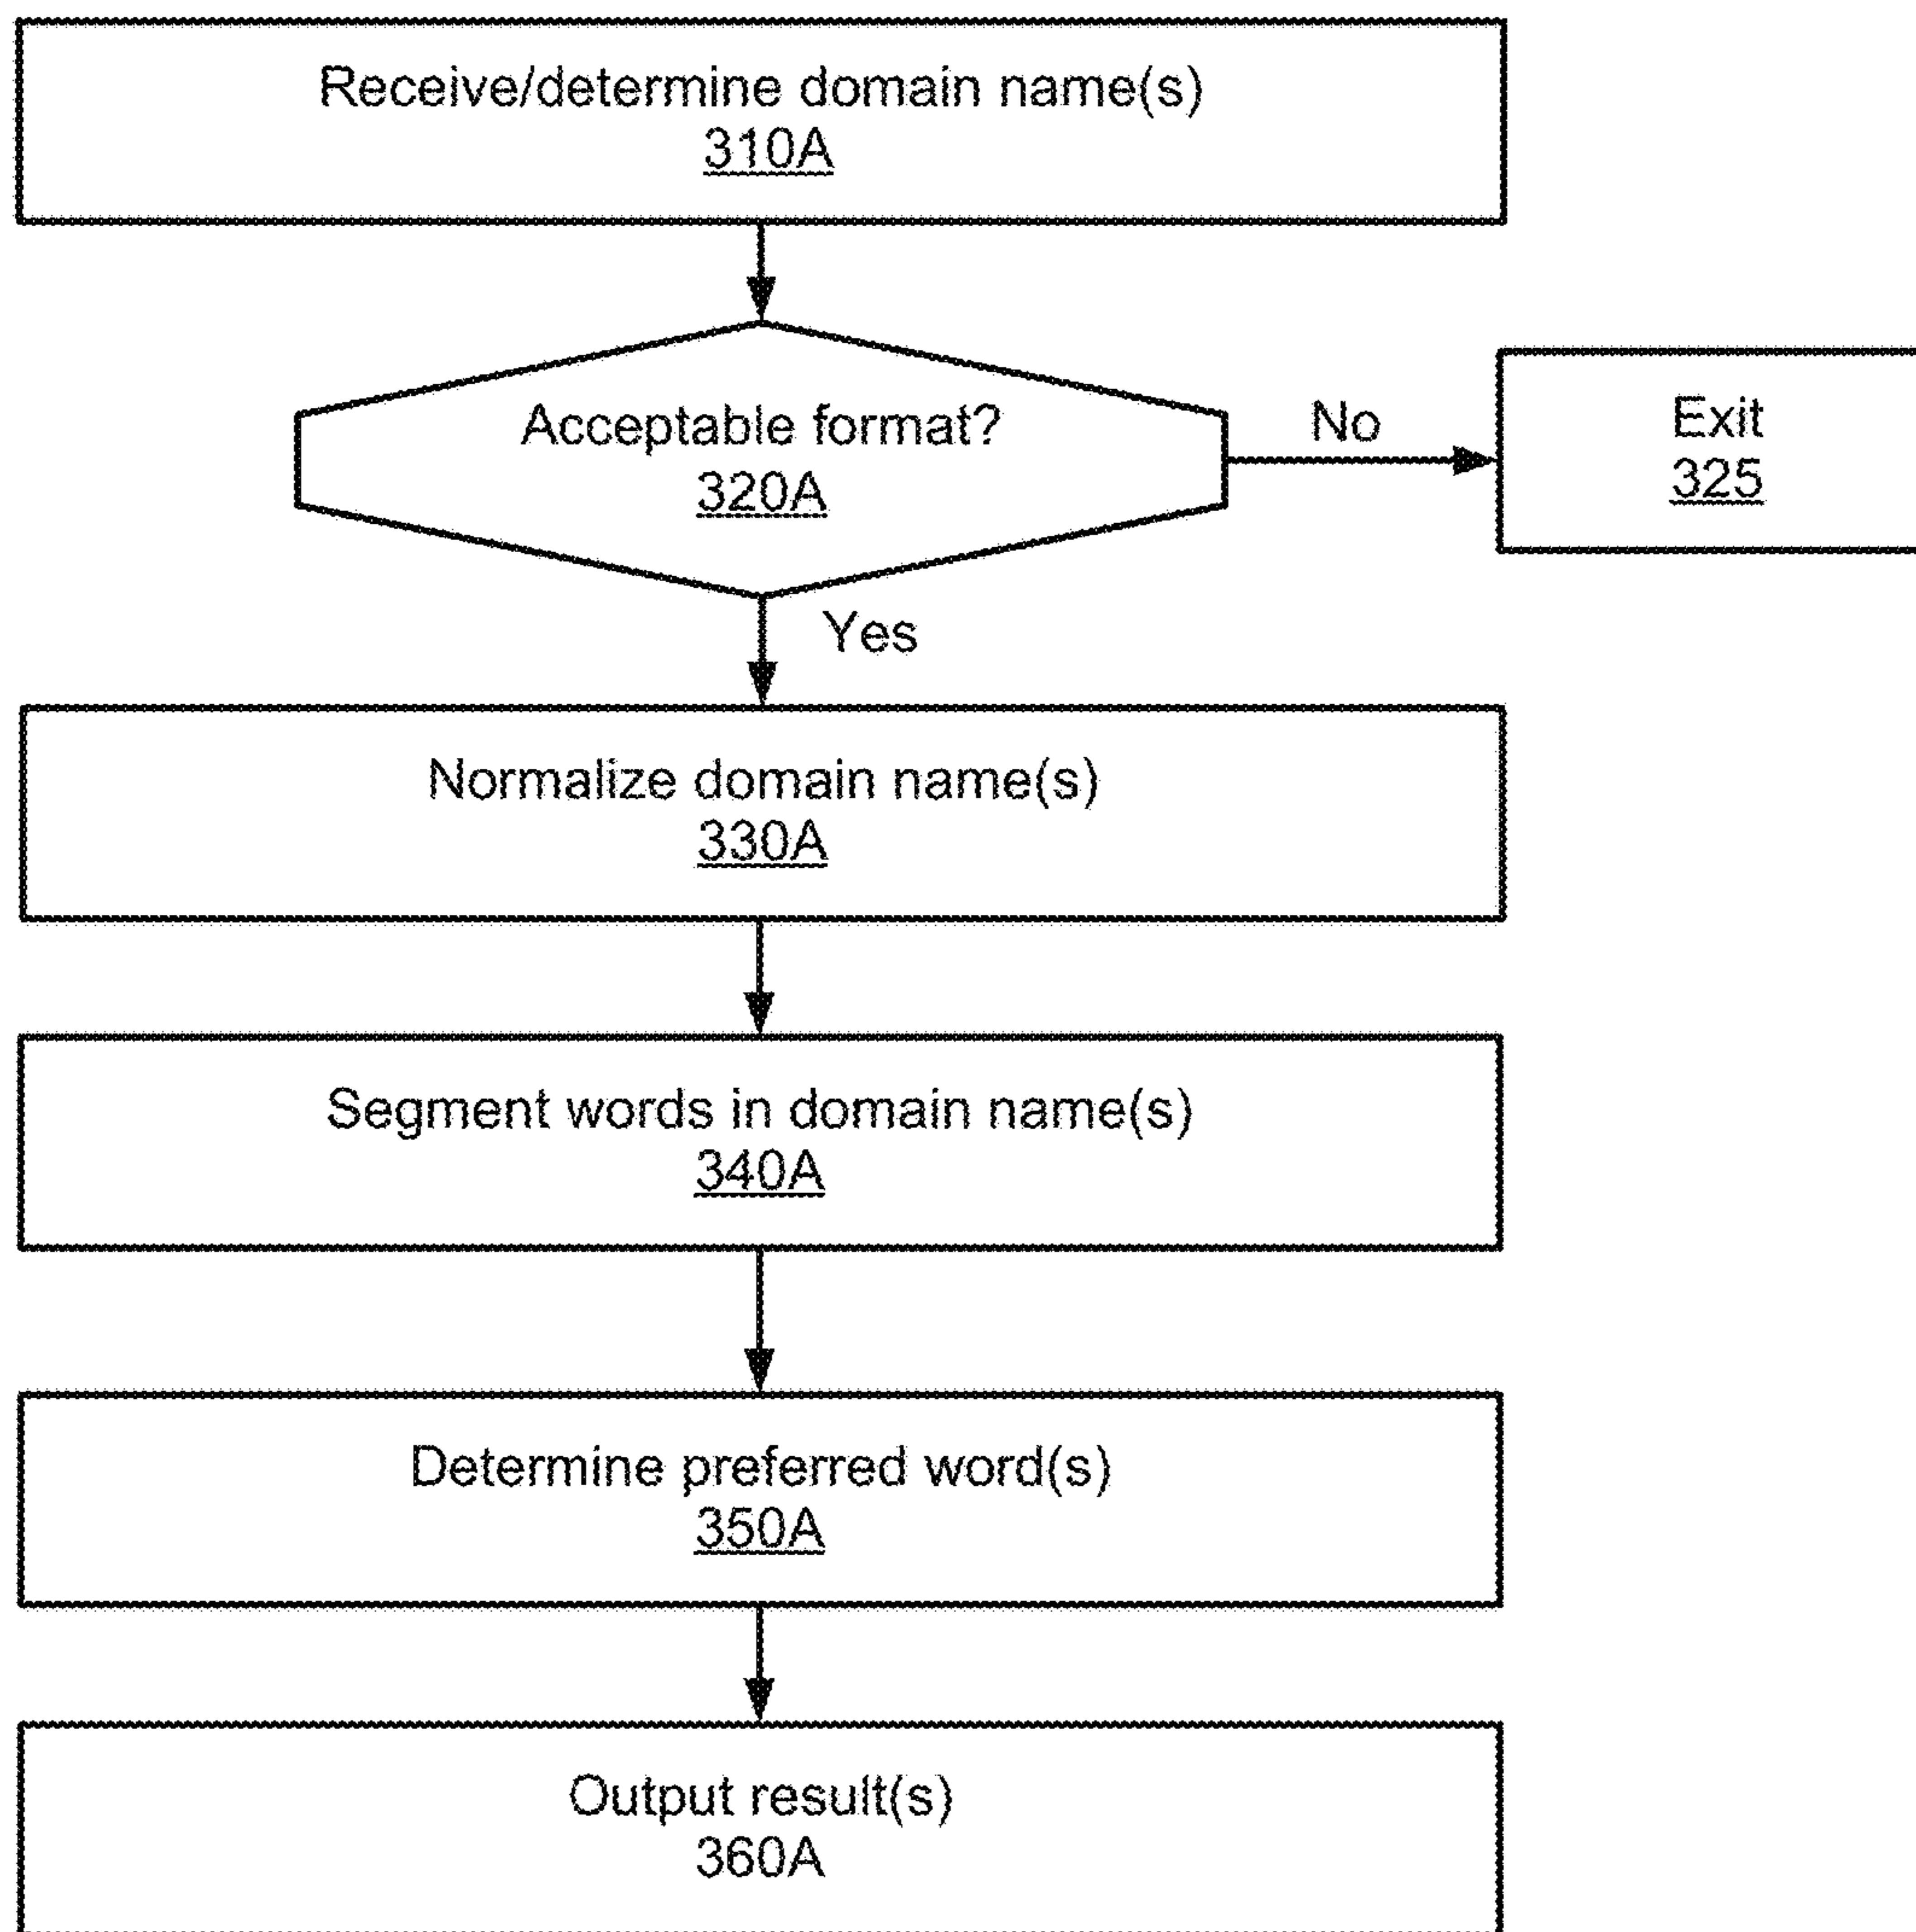 Receive/determine domain name(s)
310A
Acceptable format?
320A
No
Exit
325
Yes
Normalize domain name(s)
330A
Segment words in domain name(s)
340A
Determine preferred word(s)
350A
Output result(s)
360A